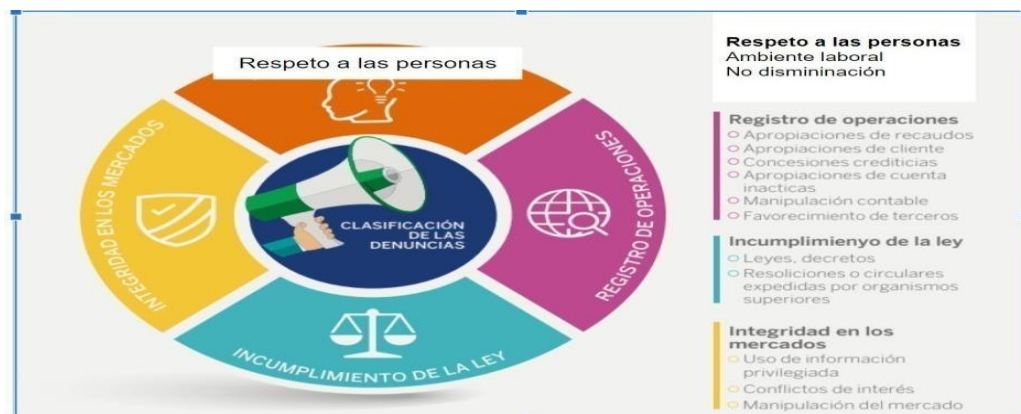 Respeto a las personas
INTEGRIDAD EN LOS MERCADOS
CLASIFICACIÓN
DE LAS
DENUNCIAS
REGISTRO DE OPERACIONES
INCUMPLIMIENTO DE LA LEY
Respeto a las personas
Ambiente laboral
No dismininación
Registro de operaciones
Apropiaciones de recaudos
Apropiaciones de cliente
Concesiones crediticias
Apropiaciones de cuenta
inacticas
Manipulación contable
Favorecimiento de terceros
Incumplimienyo de la ley
Leyes, decretos
Resoliciones o circulares
expedidas por organismos
superiores
Integridad en los
mercados
Uso de información
privilegiada
Conflictos de interés
Manipulación del mercado